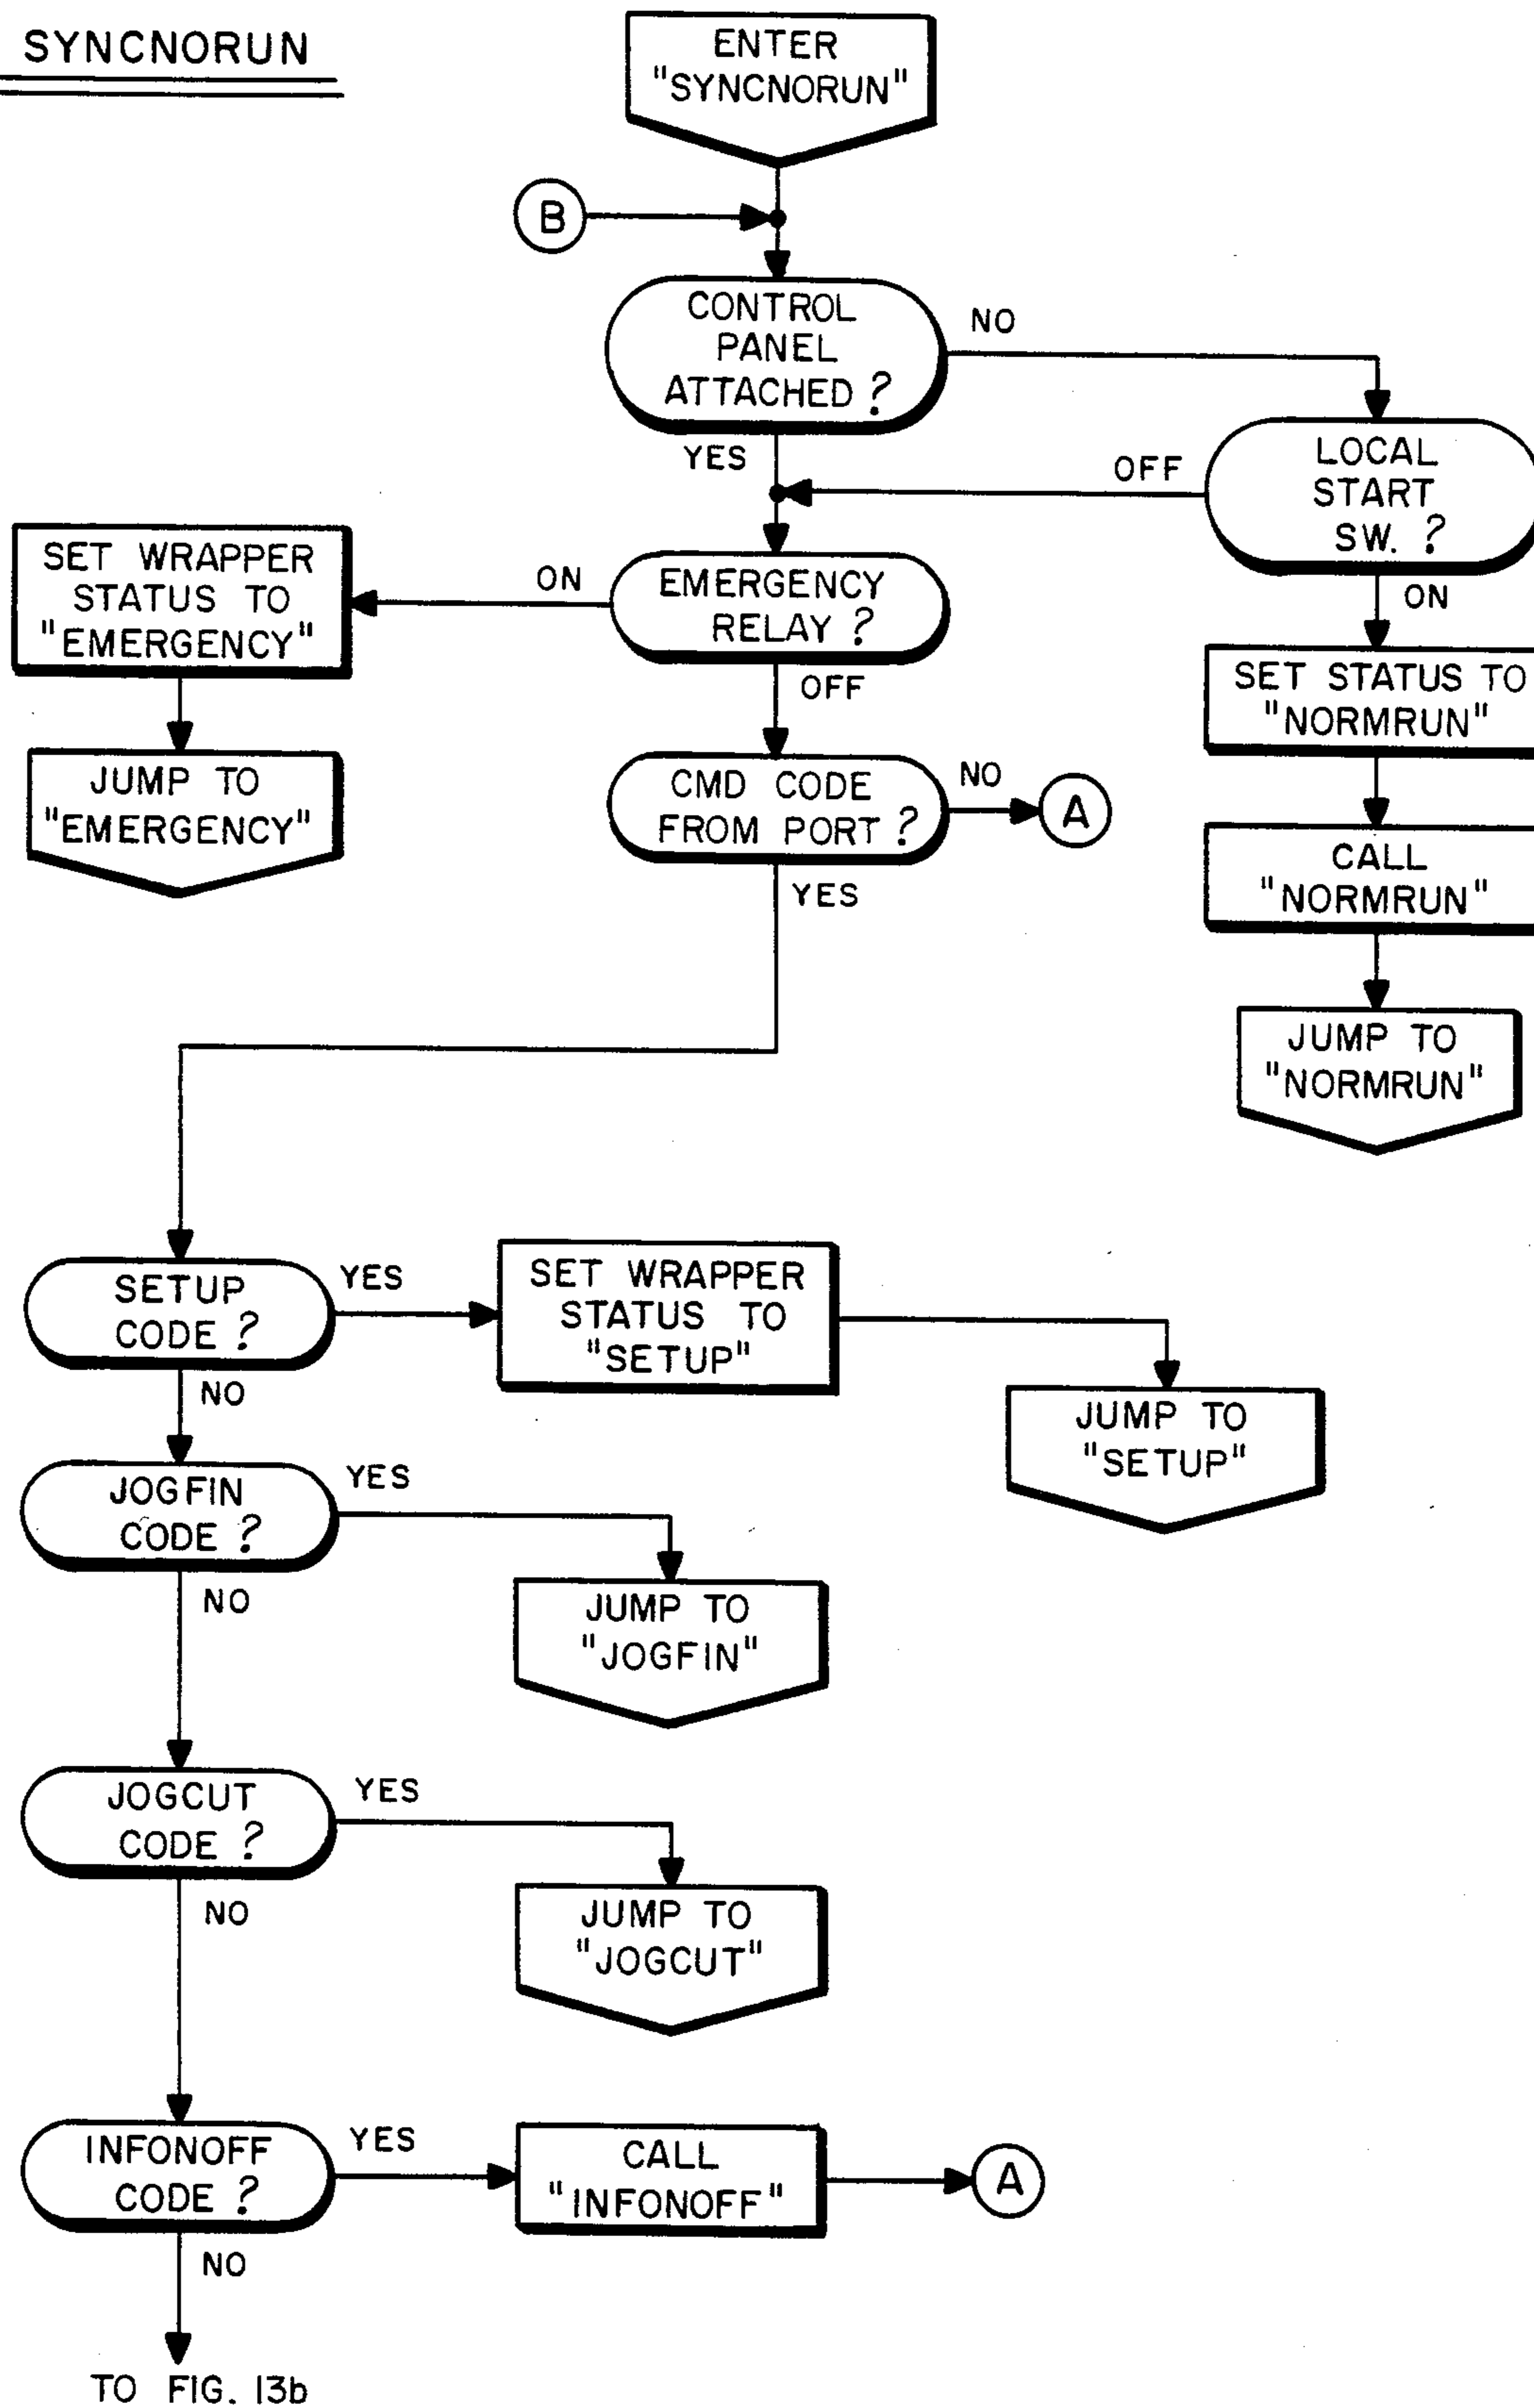 SYNCNORUN
ENTER
"SYNCNORUN"
B
CONTROL
PANEL
ATTACHED ?
NO
YES
LOCAL
START
SW. ?
OFF
ON
SET WRAPPER
STATUS TO
"EMERGENCY"
ON
EMERGENCY
RELAY ?
OFF
SET STATUS TO
"NORMRUN"
JUMP TO
"EMERGENCY"
CMD CODE
FROM PORT ?
NO
A
YES
CALL
"NORMRUN"
JUMP TO
"NORMRUN"
SETUP
CODE ?
YES
SET WRAPPER
STATUS TO
"SETUP"
NO
JUMP TO
"SETUP"
JOGFIN
CODE ?
YES
NO
JUMP TO
"JOGFIN"
JOGCUT
CODE ?
YES
NO
JUMP TO
"JOGCUT"
INFONOFF
CODE ?
YES
CALL
"INFONOFF"
A
NO
TO FIG. 13b